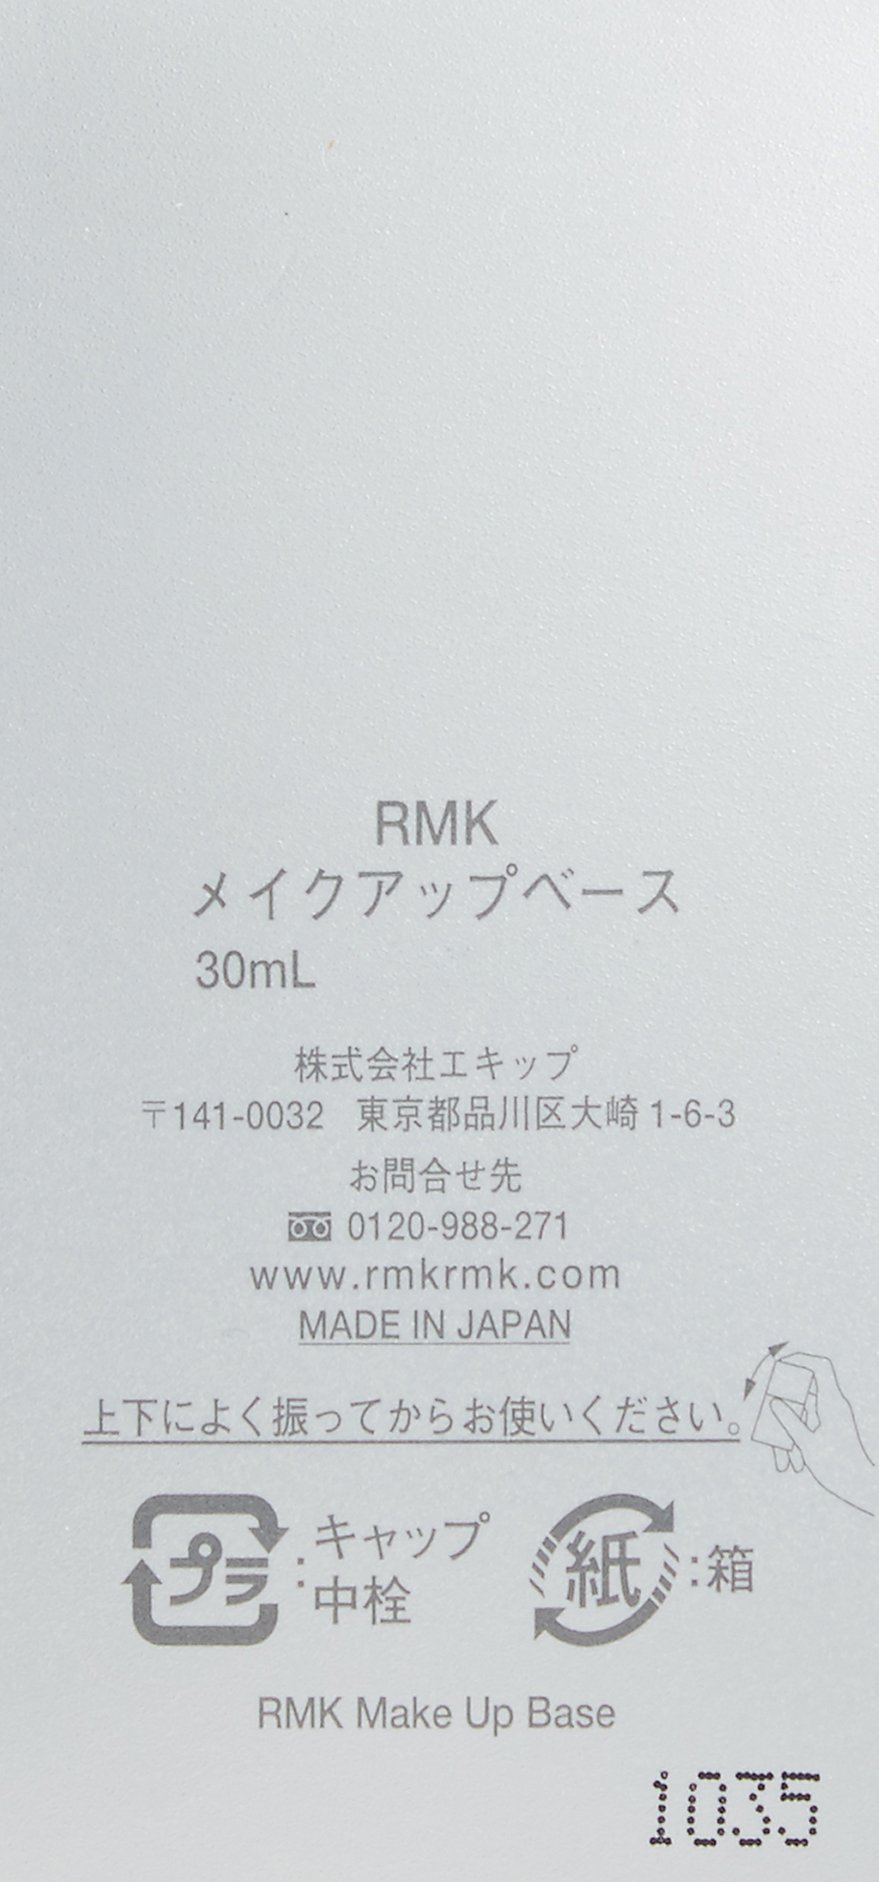 RMK
メイクアップベース
30mL
株式会社エキップ
〒141-0032 東京都品川区大崎 1-6-3
お問合せ先
0120-988-271
www.rmkrmk.com
MADE IN JAPAN
上下によく振ってからお使いください。
プラ : キャップ 中栓
紙 : 箱
RMK Make Up Base
1035